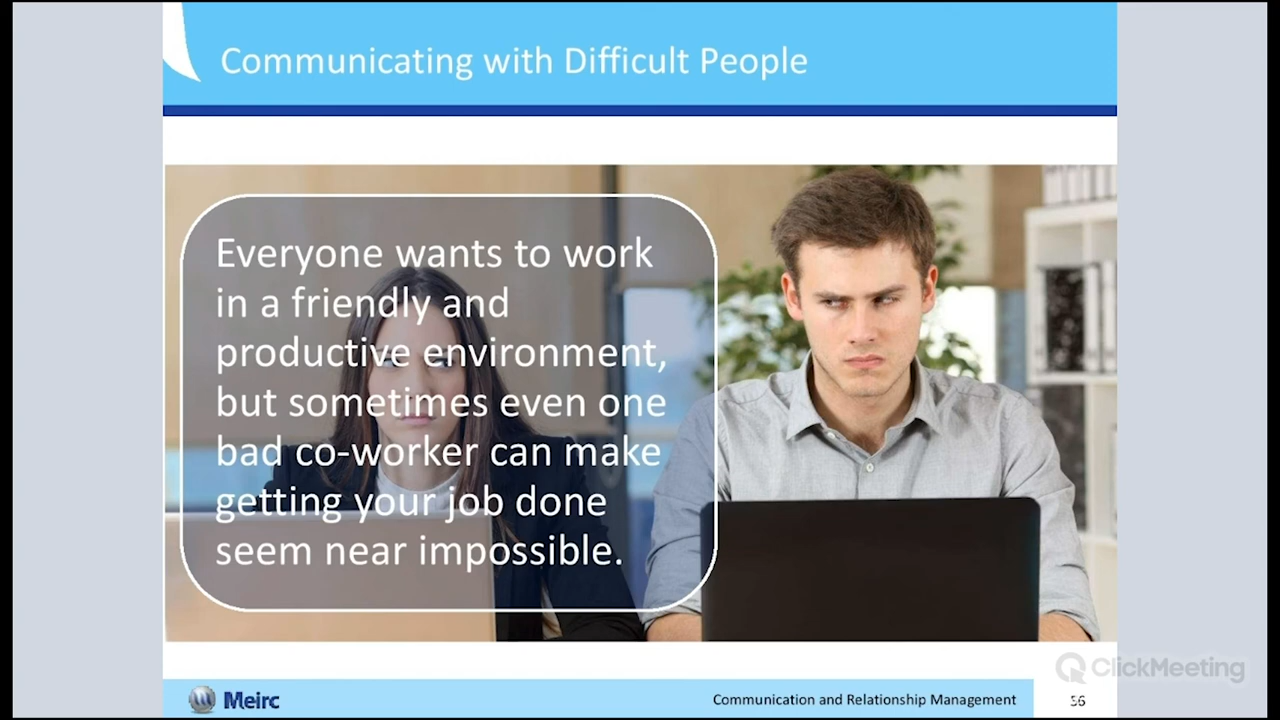 Communicating with Difficult People
Everyone wants to work
in a friendly and
productive environment,
but sometimes even one
bad co-worker can make
getting your job done
seem near impossible.
ClickMeeting
Meirc
Communication and Relationship Management
56